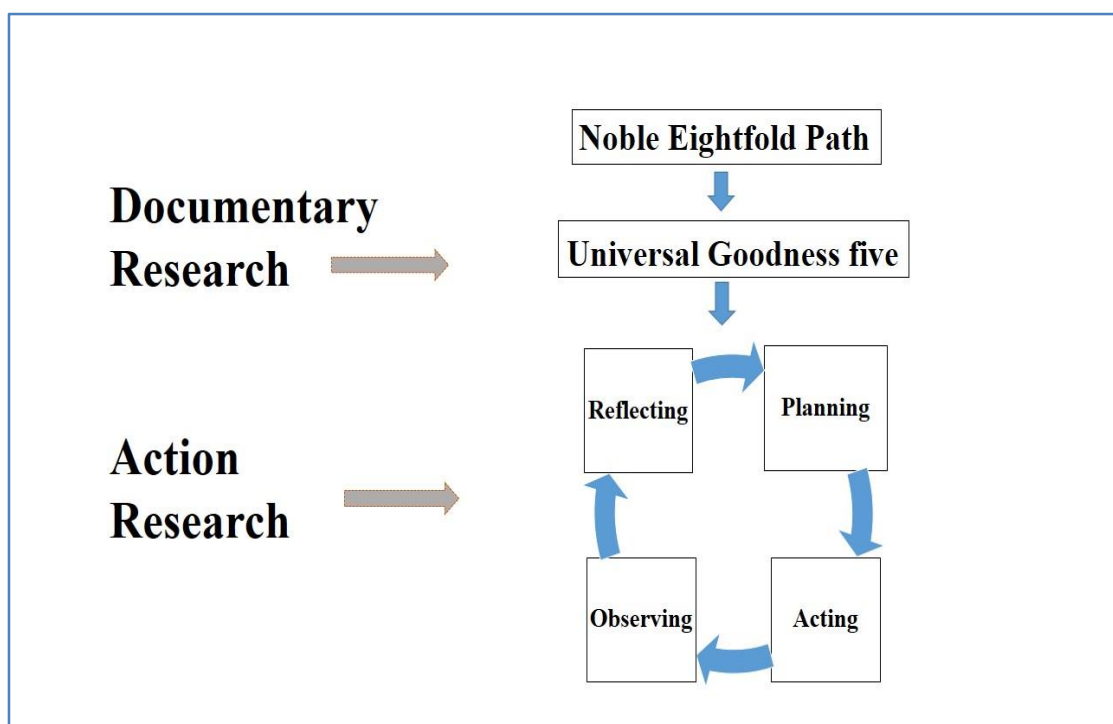 Noble Eightfold Path
Documentary
Research
Universal Goodness five
Reflecting
Planning
Action
Research
Observing
Acting